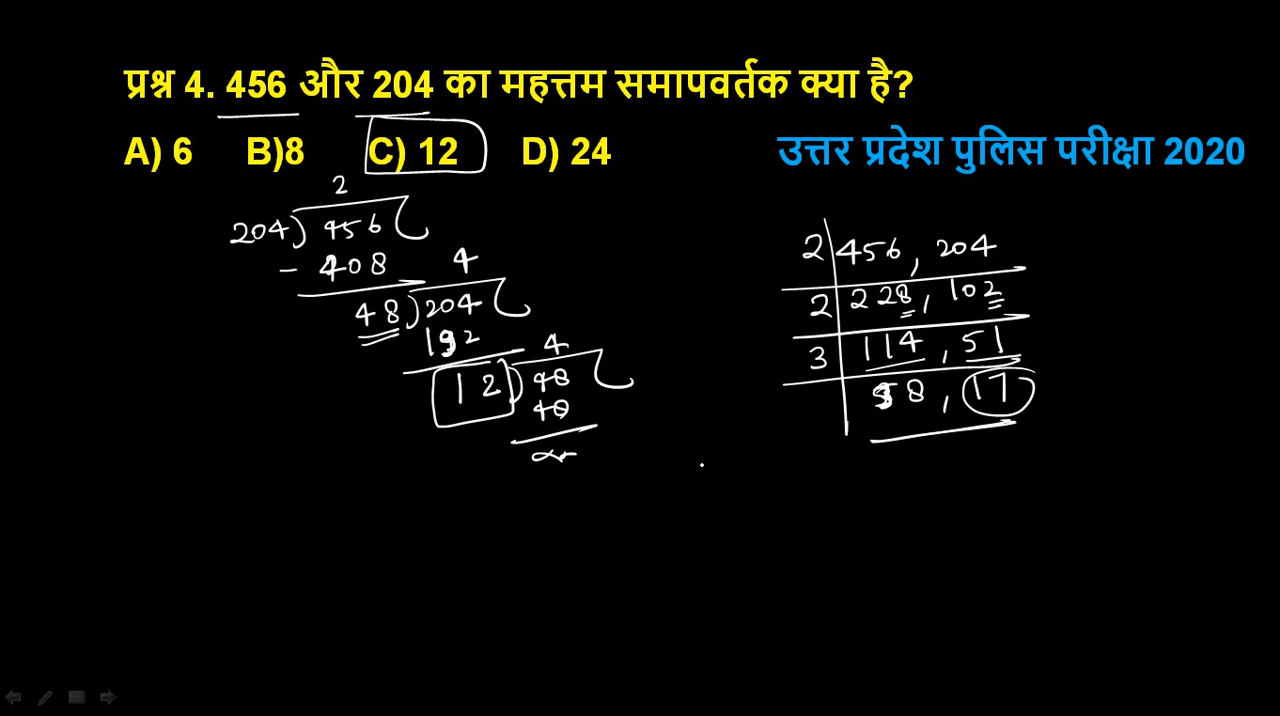 प्रश्न 4. 456 और 204 का महत्तम समापवर्तक क्या है?
A) 6 B)8 C) 12 D) 24
उत्तर प्रदेश पुलिस परीक्षा 2020
2
204) 456
- 408
4
48) 204
192
4
12) 48
48
2 456, 204
2 228, 102
3 114, 51
38, 17